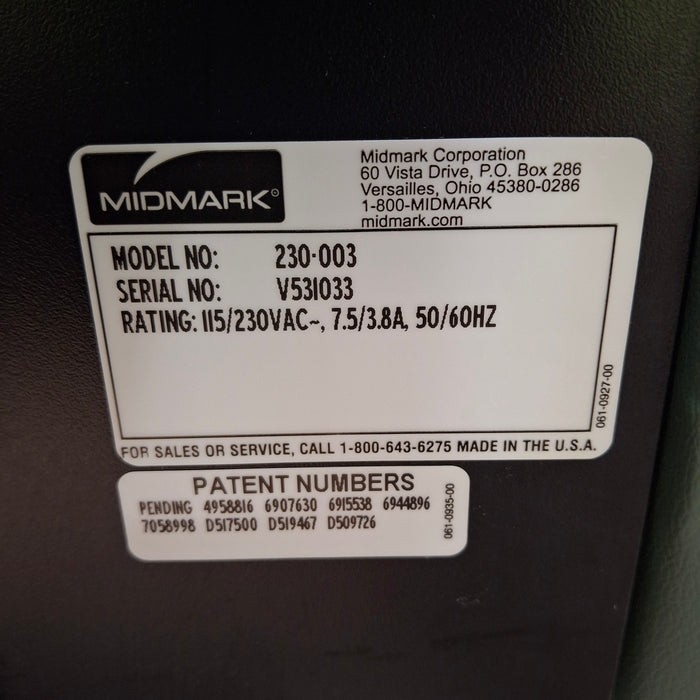 MIDMARK®
Midmark Corporation
60 Vista Drive, P.O. Box 286
Versailles, Ohio 45380-0286
1-800-MIDMARK
midmark.com
MODEL NO: 230-003
SERIAL NO: V531033
RATING: 115/230VAC~, 7.5/3.8A, 50/60HZ
061-0927-00
FOR SALES OR SERVICE, CALL 1-800-643-6275 MADE IN THE U.S.A.
PATENT NUMBERS
PENDING 4958816 6907630 6915538 6944896
7058998 D517500 D519467 D509726
061-0935-00